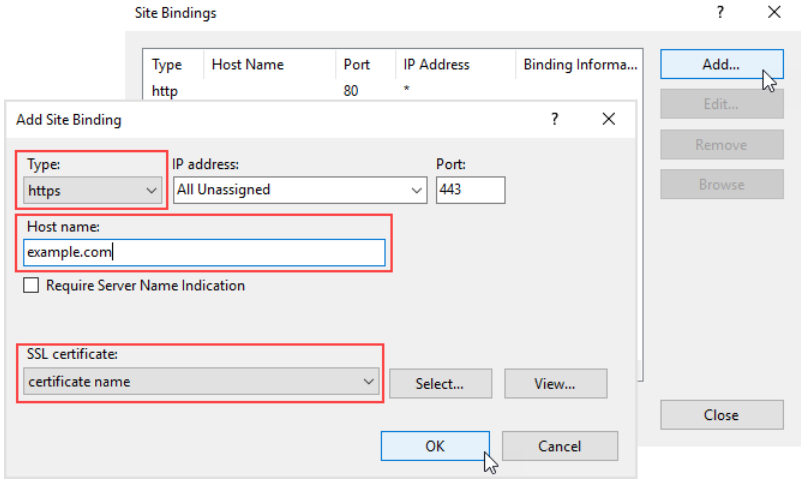 Site Bindings
Type Host Name Port IP Address Binding Informa...
http 80 *
Add...
Edit...
Remove
Browse
Close
Add Site Binding
Type: IP address: Port:
https All Unassigned 443
Host name:
example.com
Require Server Name Indication
SSL certificate:
certificate name Select... View...
OK Cancel